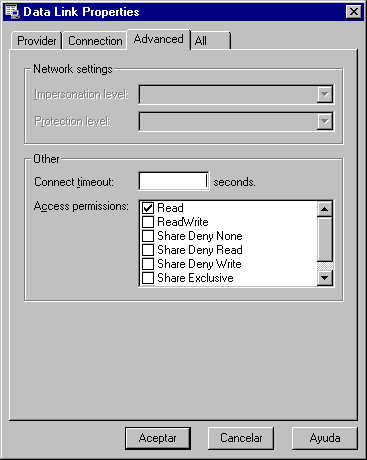 Data Link Properties
Provider Connection Advanced All
Network settings
Impersonation level:
Protection level:
Other
Connect timeout: seconds.
Access permissions: Read
ReadWrite
Share Deny None
Share Deny Read
Share Deny Write
Share Exclusive
Aceptar Cancelar Ayuda